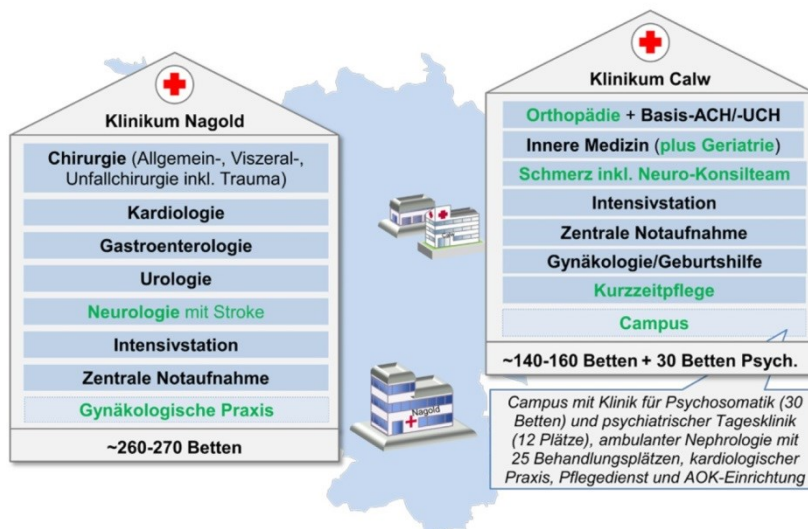 Klinikum Nagold
Chirurgie (Allgemein-, Viszeral-,
Unfallchirurgie inkl. Trauma)
Kardiologie
Gastroenterologie
Urologie
Neurologie mit Stroke
Intensivstation
Zentrale Notaufnahme
Gynäkologische Praxis
~260-270 Betten
Nagold
Klinikum Calw
Orthopädie + Basis-ACH/-UCH
Innere Medizin (plus Geriatrie)
Schmerz inkl. Neuro-Konsilteam
Intensivstation
Zentrale Notaufnahme
Gynäkologie/Geburtshilfe
Kurzzeitpflege
Campus
~140-160 Betten + 30 Betten Psych.
Campus mit Klinik für Psychosomatik (30
Betten) und psychiatrischer Tagesklinik
(12 Plätze), ambulanter Nephrologie mit
25 Behandlungsplätzen, kardiologischer
Praxis, Pflegedienst und AOK-Einrichtung